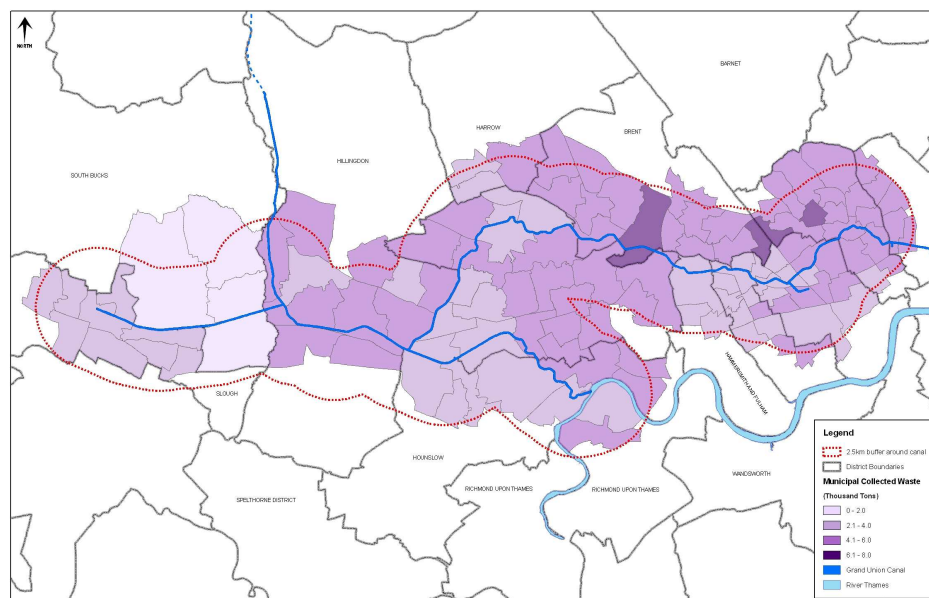 NORTH
BARNET
HARROW
BRENT
HILLINGDON
SOUTH BUCKS
HAMMERSMITH AND FULHAM
SLOUGH
HOUNSLOW
WANDSWORTH
RICHMOND UPON THAMES
RICHMOND UPON THAMES
SPELTHORNE DISTRICT
Legend
2.5km buffer around canal
District Boundaries
Municipal Collected Waste
(Thousand Tons)
0 - 2.0
2.1 - 4.0
4.1 - 6.0
6.1 - 8.0
Grand Union Canal
River Thames